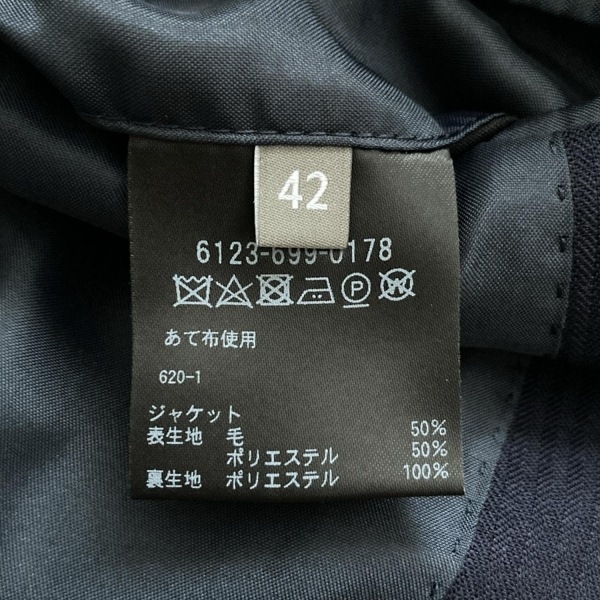 42
6123-699-0178
P W
あて布使用
620-1
ジャケット
表生地 毛 50%
ポリエステル 50%
裏生地 ポリエステル 100%